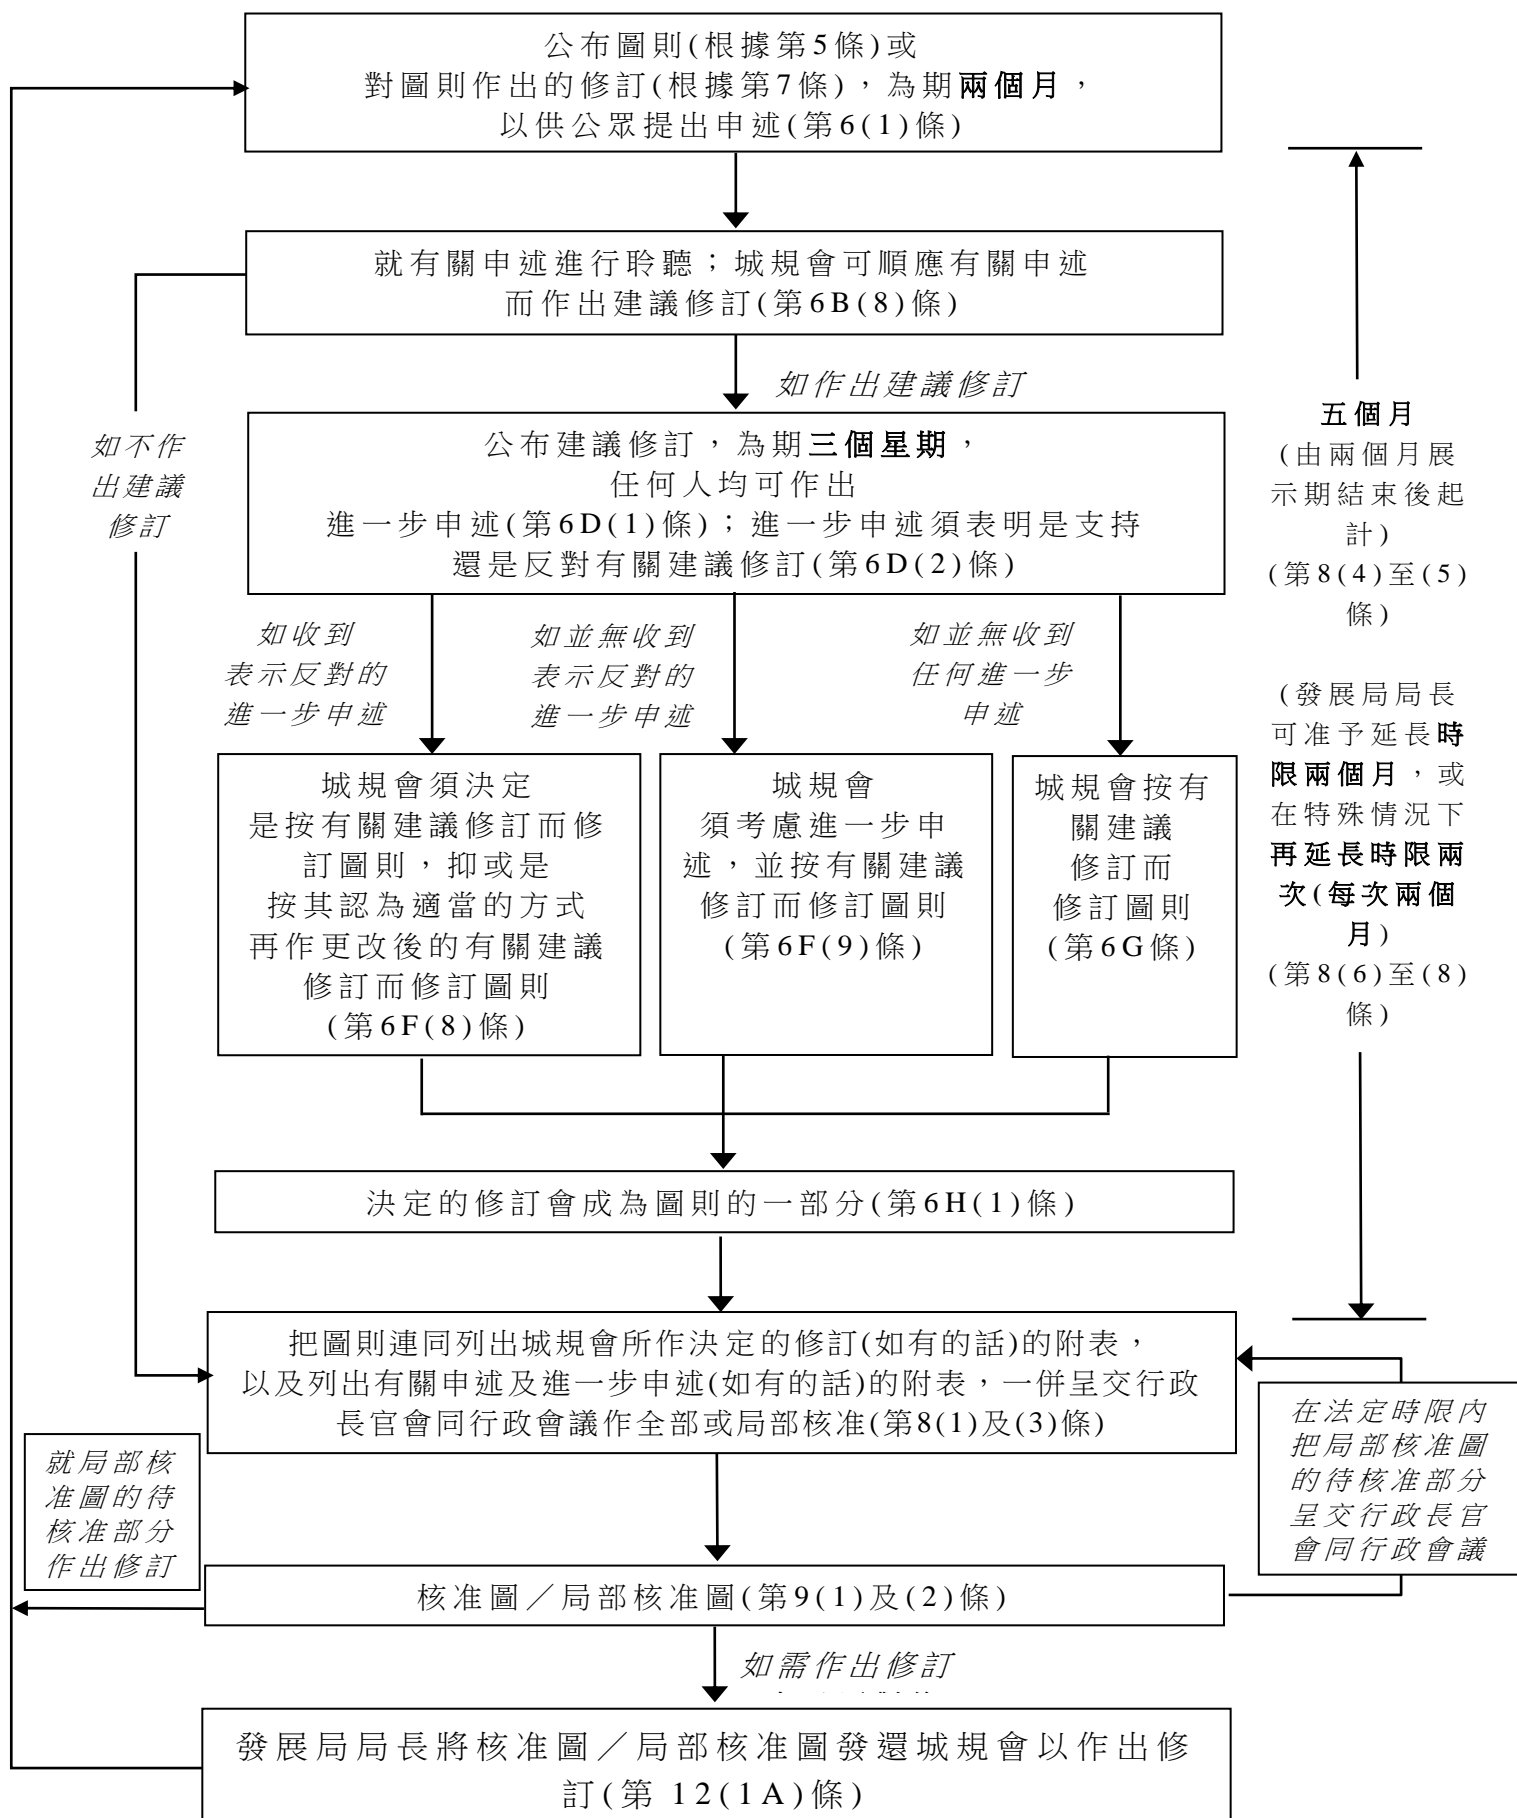 公布圖則(根據第5條)或
對圖則作出的修訂(根據第7條)，為期兩個月，
以供公眾提出申述(第6(1)條)
就有關申述進行聆聽；城規會可順應有關申述
而作出建議修訂(第6B(8)條)
如作出建議修訂
如不作
出建議
修訂
公布建議修訂，為期三個星期，
任何人均可作出
進一步申述(第6D(1)條)；進一步申述須表明是支持
還是反對有關建議修訂(第6D(2)條)
五個月
(由兩個月展
示期結束後起
計)
(第8(4)至(5)
條)
(發展局局長
可准予延長時
限兩個月，或
在特殊情況下
再延長時限兩
次(每次兩個
月)
(第8(6)至(8)
條)
如收到
表示反對的
進一步申述
如並無收到
表示反對的
進一步申述
如並無收到
任何進一步
申述
城規會須決定
是按有關建議修訂而修
訂圖則，抑或是
按其認為適當的方式
再作更改後的有關建議
修訂而修訂圖則
(第6F(8)條)
城規會
須考慮進一步申
述，並按有關建議
修訂而修訂圖則
(第6F(9)條)
城規會按有
關建議
修訂而
修訂圖則
(第6G條)
決定的修訂會成為圖則的一部分(第6H(1)條)
把圖則連同列出城規會所作決定的修訂(如有的話)的附表，
以及列出有關申述及進一步申述(如有的話)的附表，一併呈交行政
長官會同行政會議作全部或局部核准(第8(1)及(3)條)
就局部核
准圖的待
核准部分
作出修訂
在法定時限內
把局部核准圖
的待核准部分
呈交行政長官
會同行政會議
核准圖／局部核准圖(第9(1)及(2)條)
如需作出修訂
發展局局長將核准圖／局部核准圖發還城規會以作出修
訂(第 12(1A)條)